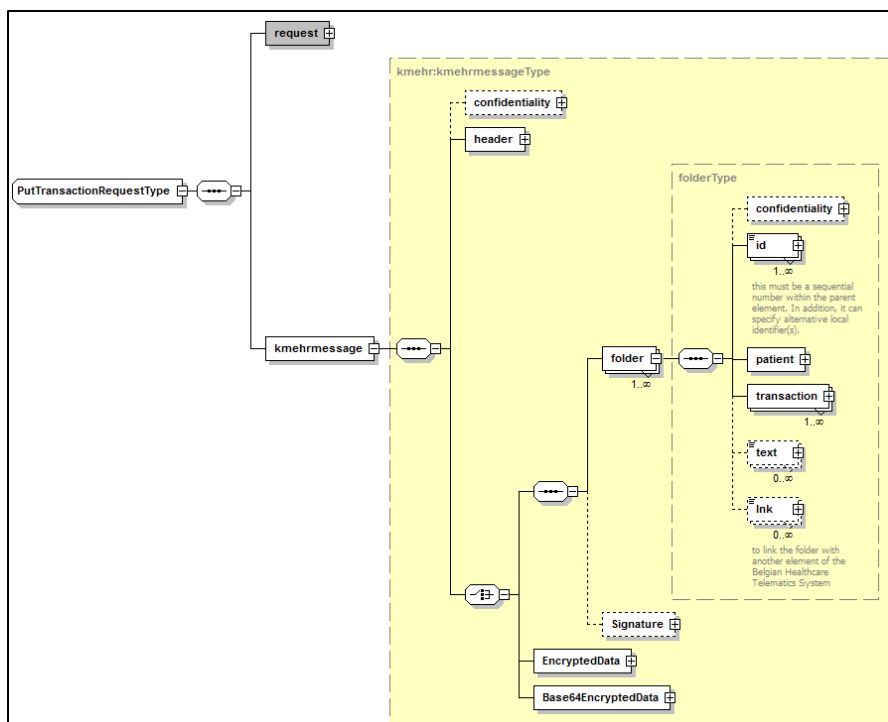 request
kmehr:kmehrmessageType
confidentiality
header
folderType
confidentiality
PutTransactionRequestType
id
1..∞
this must be a sequential
number within the parent
element. In addition, it can
specify alternative local
identifier(s).
kmehrmessage
folder
1..∞
patient
transaction
1..∞
text
0..∞
lnk
0..∞
to link the folder with
another element of the
Belgian Healthcare
Telematics System
Signature
EncryptedData
Base64EncryptedData